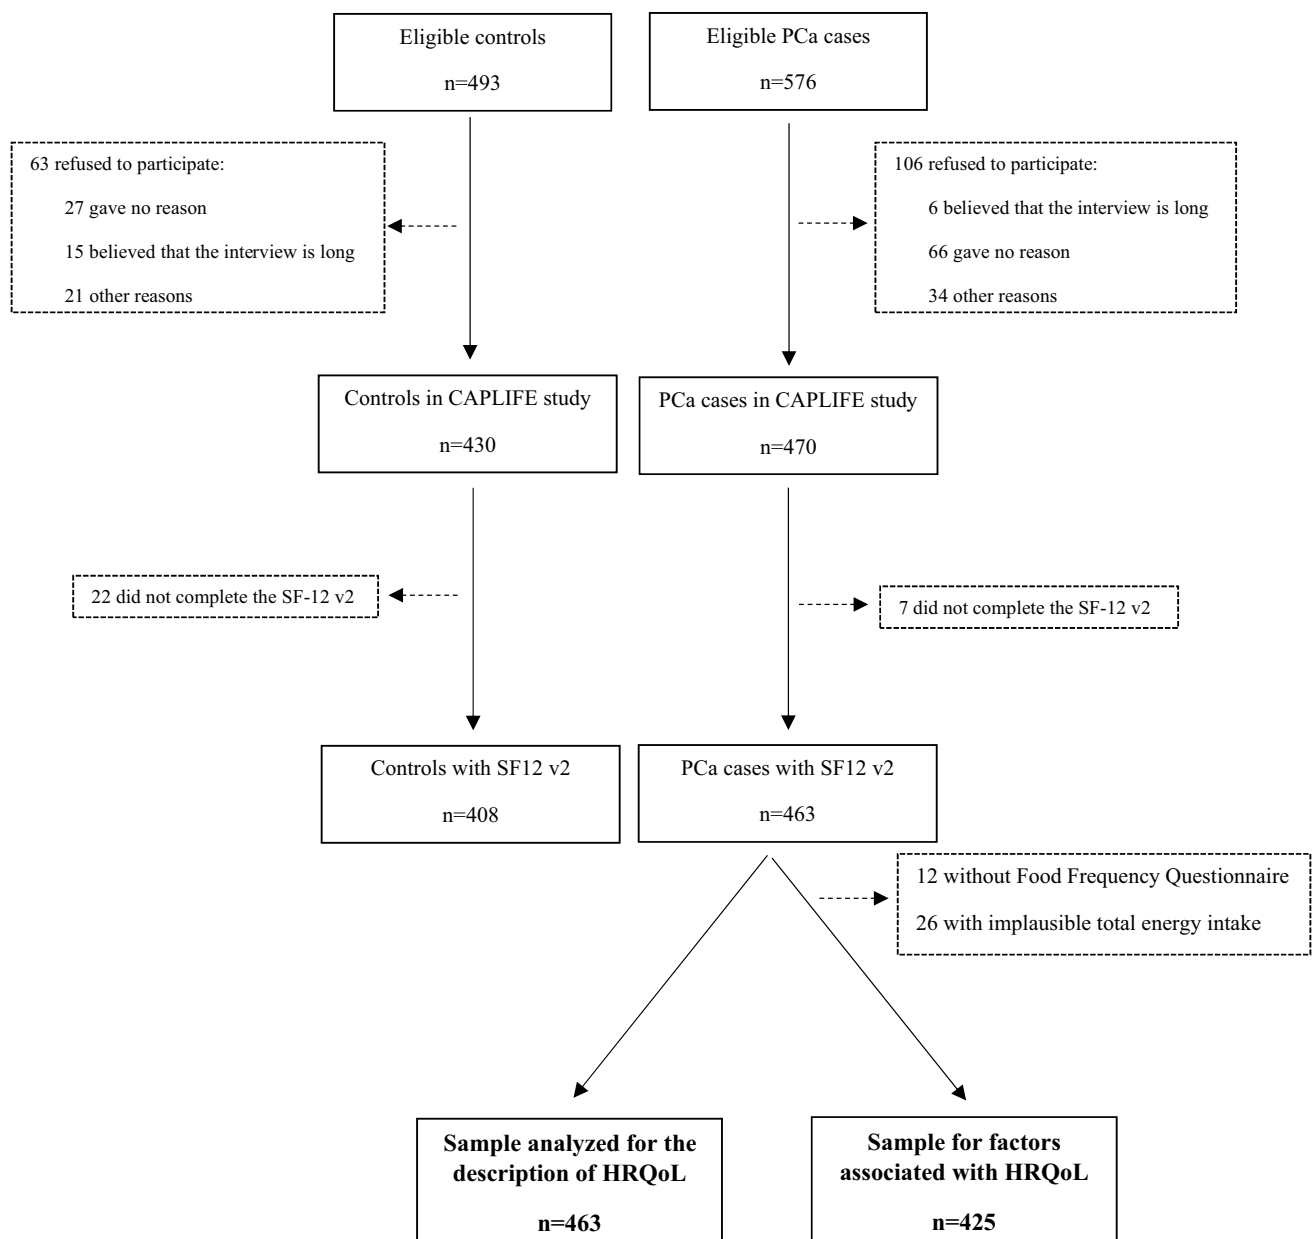 Eligible controls
n=493
Eligible PCa cases
n=576
63 refused to participate:
27 gave no reason
15 believed that the interview is long
21 other reasons
106 refused to participate:
6 believed that the interview is long
66 gave no reason
34 other reasons
Controls in CAPLIFE study
n=430
PCa cases in CAPLIFE study
n=470
22 did not complete the SF-12 v2
7 did not complete the SF-12 v2
Controls with SF12 v2
n=408
PCa cases with SF12 v2
n=463
12 without Food Frequency Questionnaire
26 with implausible total energy intake
Sample analyzed for the
description of HRQoL
n=463
Sample for factors
associated with HRQoL
n=425